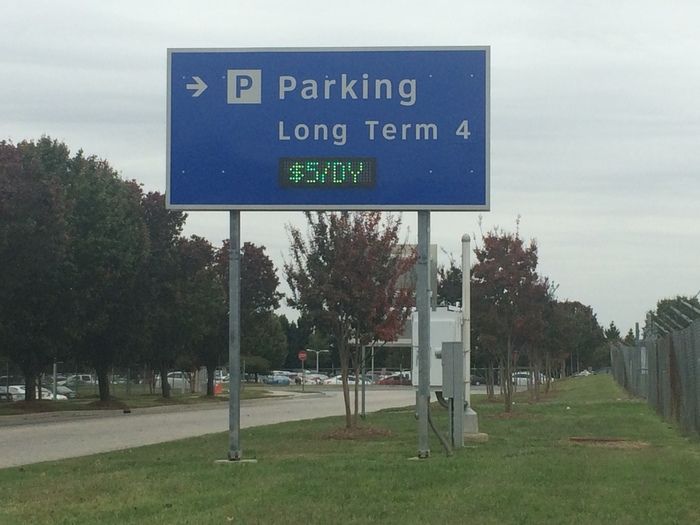 → P Parking
Long Term 4
$5/DY